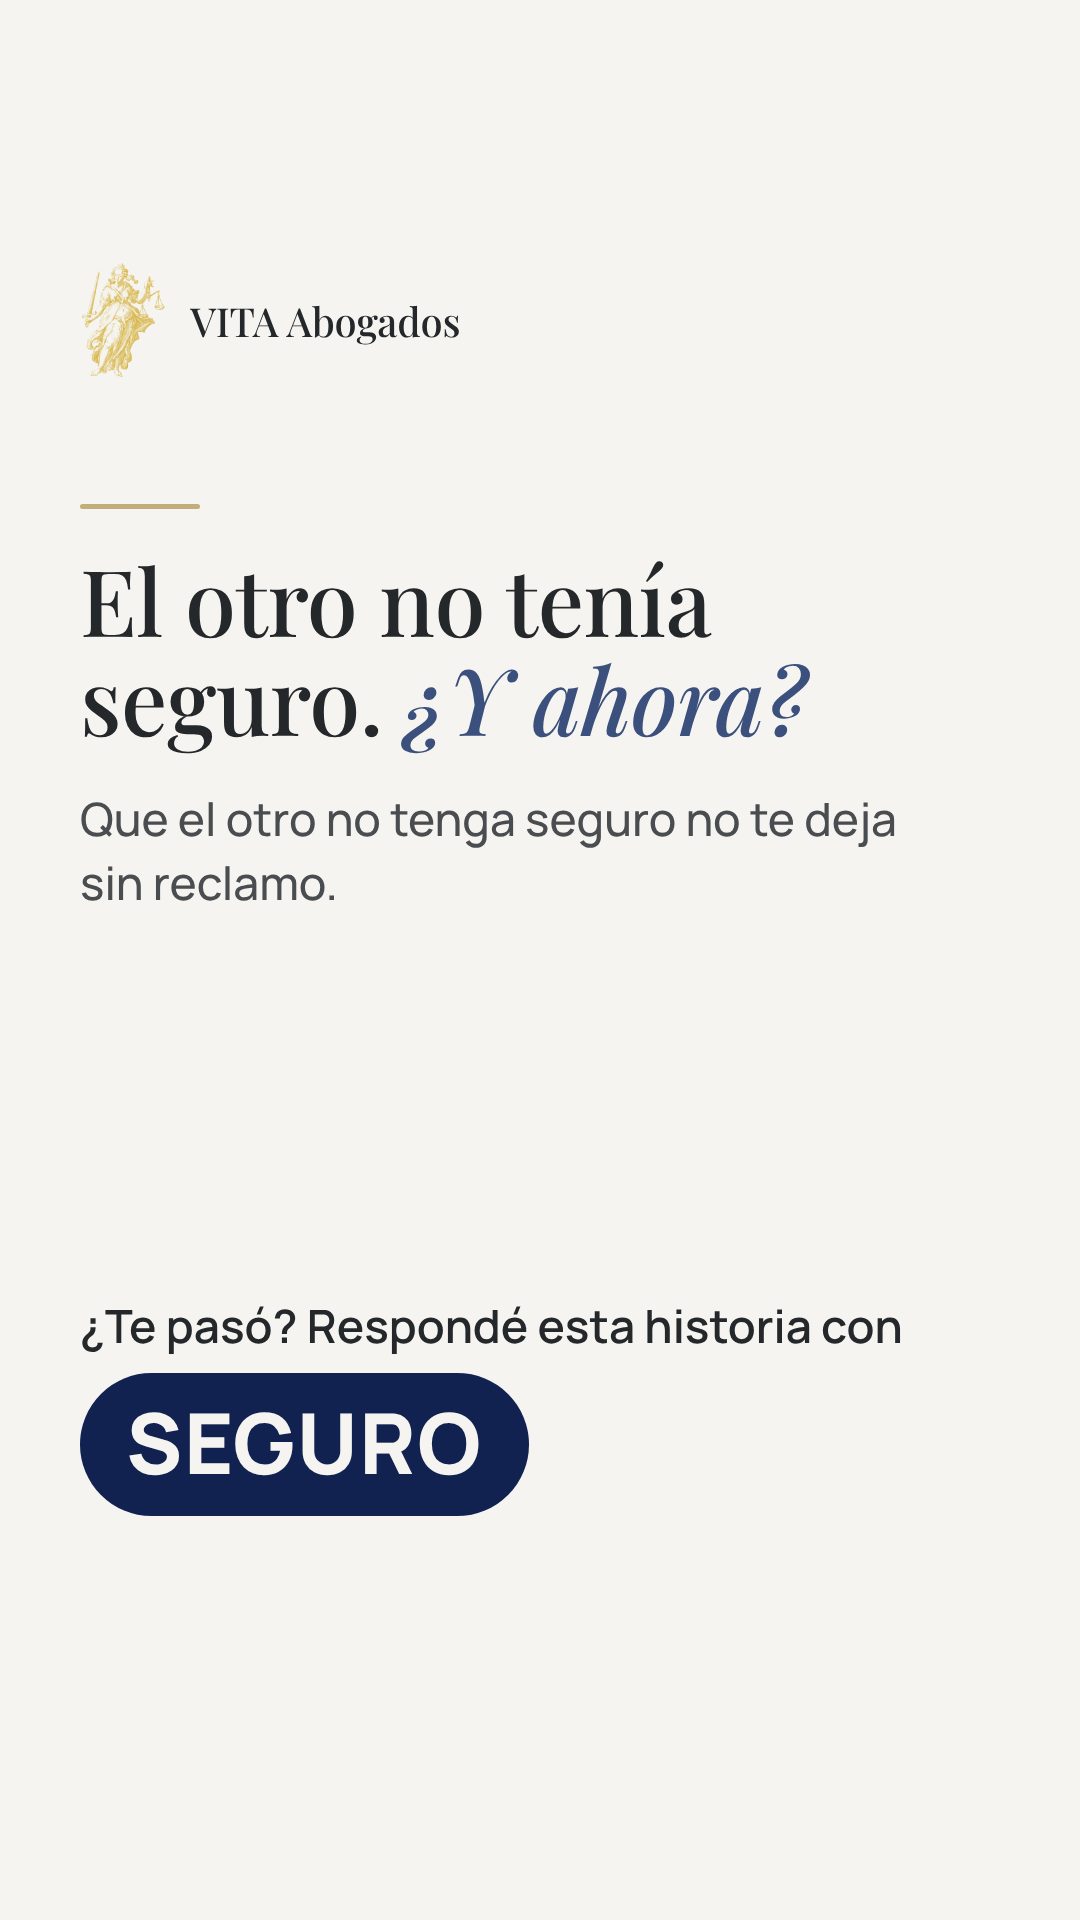 VITA Abogados
El otro no tenía
seguro. ¿Y ahora?
Que el otro no tenga seguro no te deja
sin reclamo.
¿Te pasó? Respondé esta historia con
SEGURO